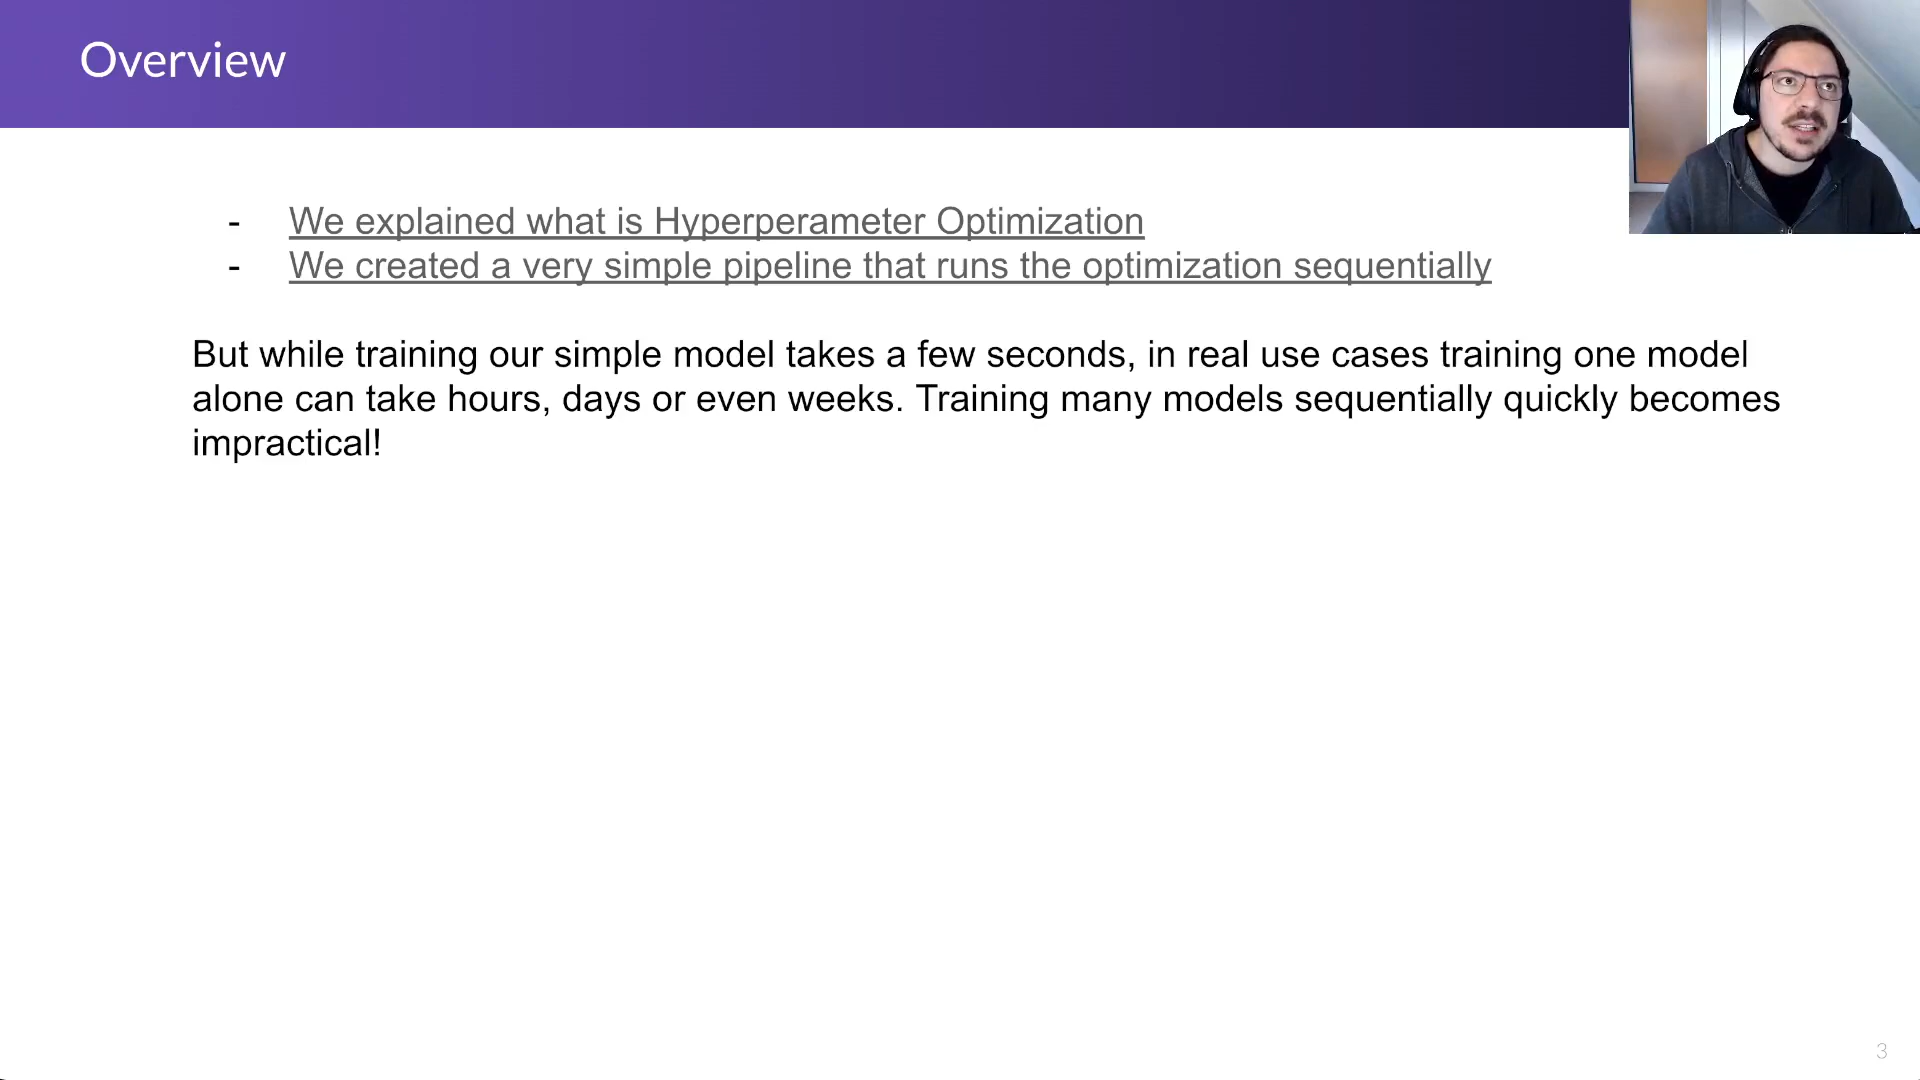 Overview
- We explained what is Hyperperameter Optimization
- We created a very simple pipeline that runs the optimization sequentially
But while training our simple model takes a few seconds, in real use cases training one model
alone can take hours, days or even weeks. Training many models sequentially quickly becomes
impractical!
3